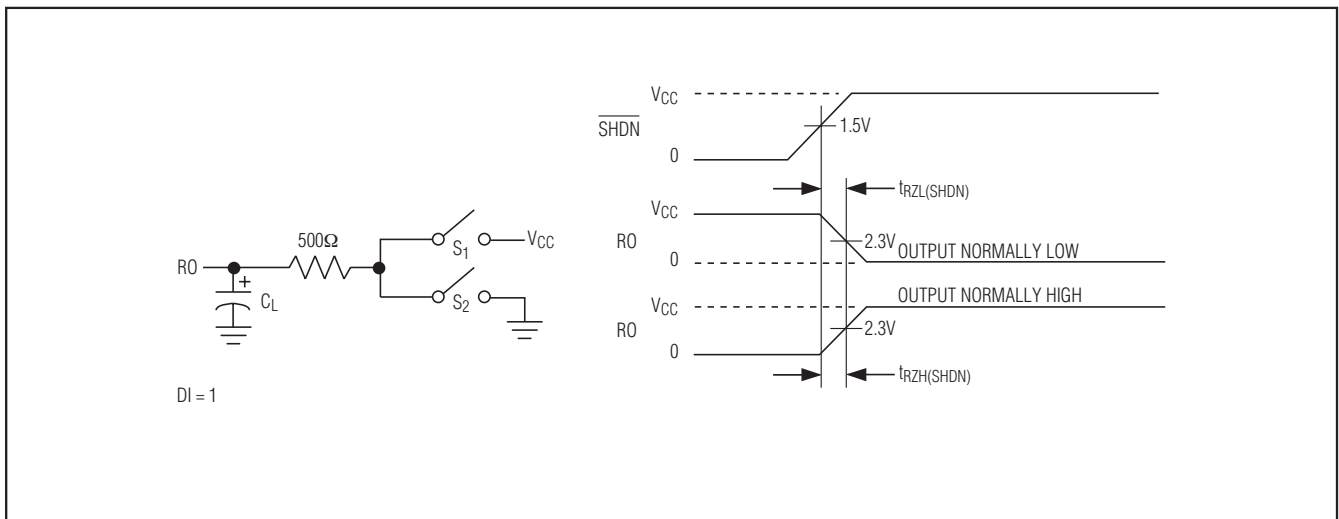 RO
500Ω
+
CL
S1
VCC
S2
DI = 1
VCC
SHDN
1.5V
0
tRZL(SHDN)
VCC
RO
2.3V
OUTPUT NORMALLY LOW
0
OUTPUT NORMALLY HIGH
VCC
RO
2.3V
0
tRZH(SHDN)